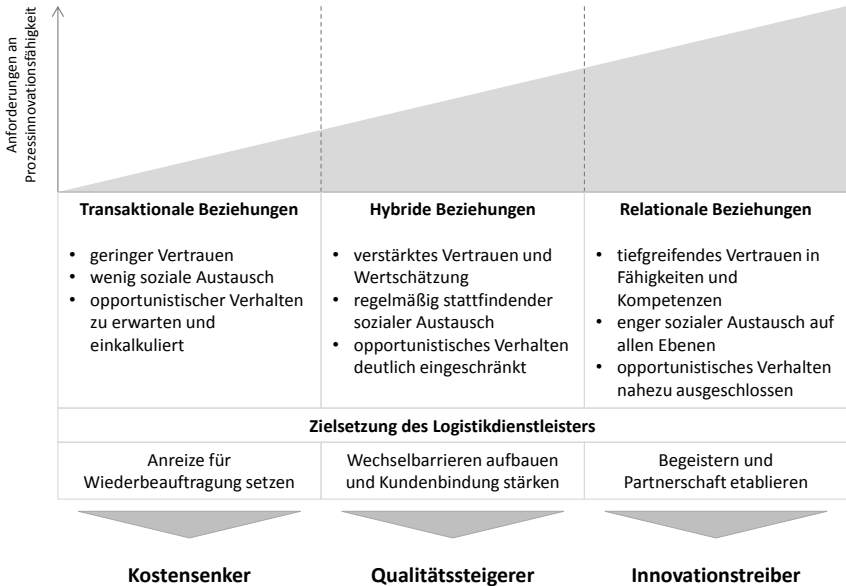 Anforderungen an
Prozessinnovationsfähigkeit
Transaktionale Beziehungen
• geringer Vertrauen
• wenig soziale Austausch
• opportunistischer Verhalten
zu erwarten und
einkalkuliert
Hybride Beziehungen
• verstärktes Vertrauen und
Wertschätzung
• regelmäßig stattfindender
sozialer Austausch
• opportunistisches Verhalten
deutlich eingeschränkt
Relationale Beziehungen
• tiefgreifendes Vertrauen in
Fähigkeiten und
Kompetenzen
• enger sozialer Austausch auf
allen Ebenen
• opportunistisches Verhalten
nahezu ausgeschlossen
Zielsetzung des Logistikdienstleisters
Anreize für
Wiederbeauftragung setzen
Wechselbarrieren aufbauen
und Kundenbindung stärken
Begeistern und
Partnerschaft etablieren
Kostensenker
Qualitätssteigerer
Innovationstreiber